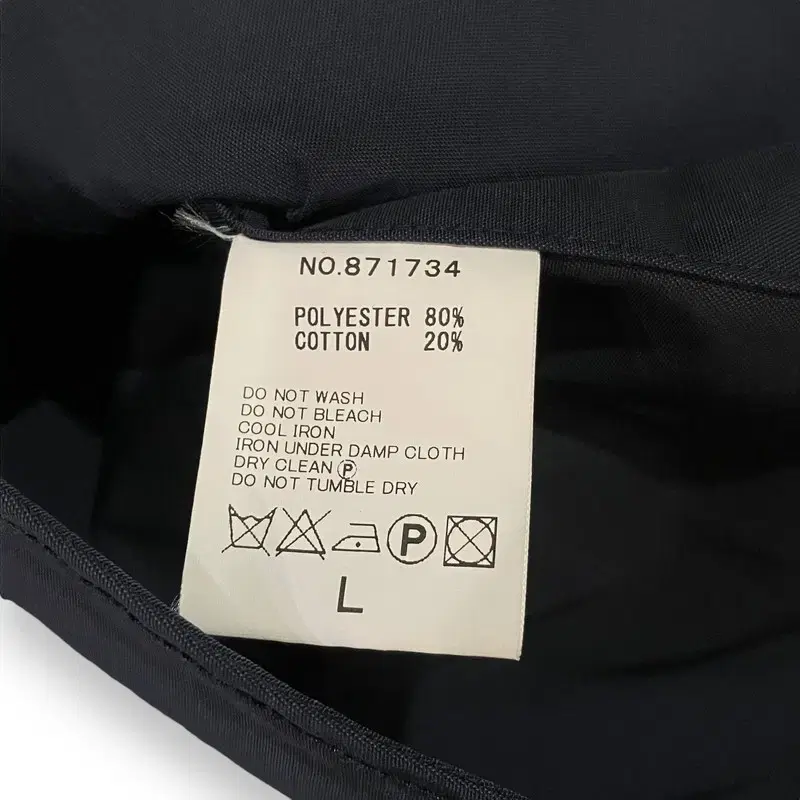 NO.871734
POLYESTER 80%
COTTON 20%
DO NOT WASH
DO NOT BLEACH
COOL IRON
IRON UNDER DAMP CLOTH
DRY CLEAN Ⓟ
DO NOT TUMBLE DRY
P
L